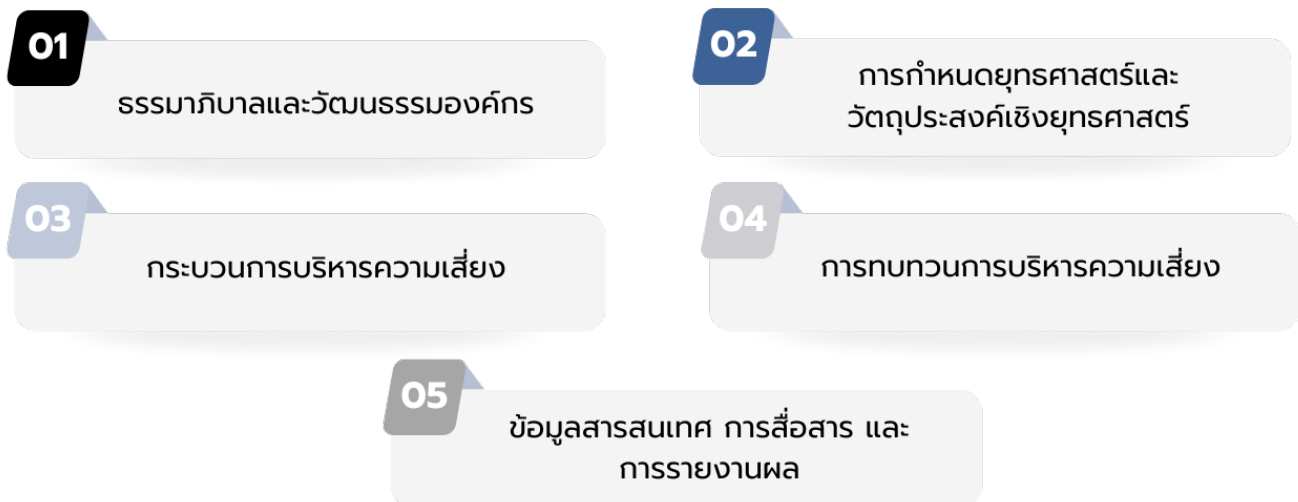 01
ธรรมาภิบาลและวัฒนธรรมองค์กร
02
การกำหนดยุทธศาสตร์และ
วัตถุประสงค์เชิงยุทธศาสตร์
03
กระบวนการบริหารความเสี่ยง
04
การทบทวนการบริหารความเสี่ยง
05
ข้อมูลสารสนเทศ การสื่อสาร และ
การรายงานผล